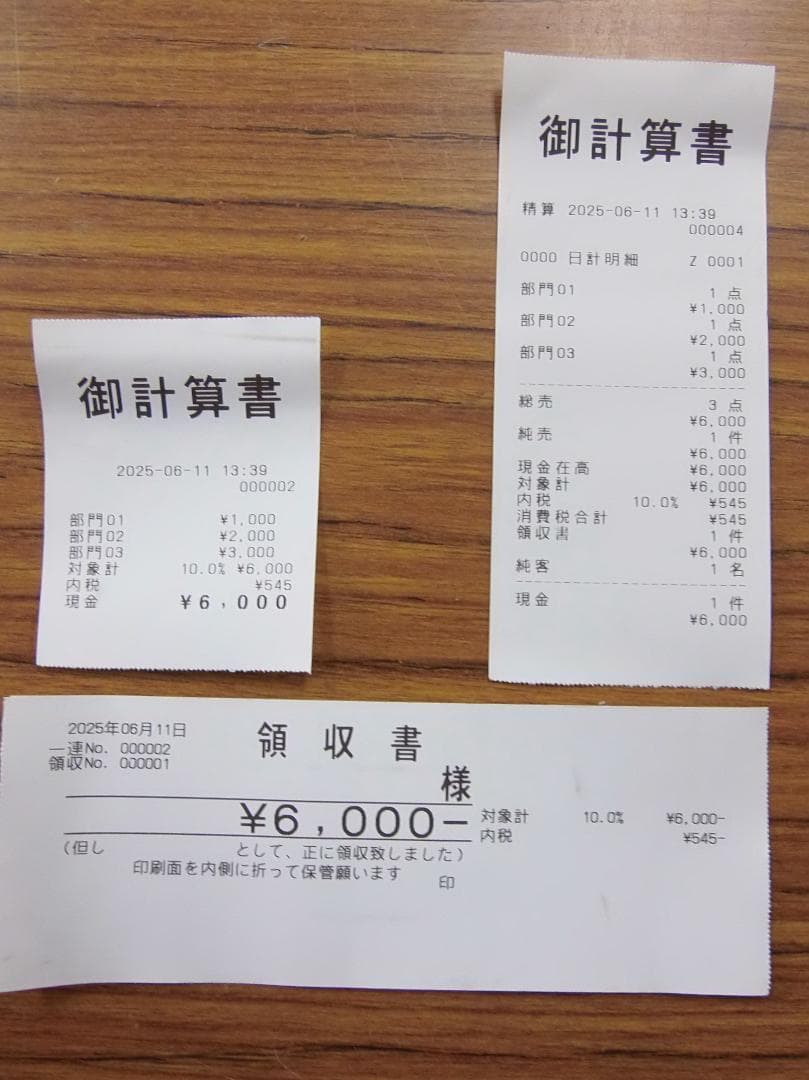 御計算書
2025-06-11 13:39
000002
部門01 ¥1,000
部門02 ¥2,000
部門03 ¥3,000
対象計 10.0% ¥6,000
内税 ¥545
現金 ¥6,000
御計算書
精算 2025-06-11 13:39
000004
0000 日計明細 Z 0001
部門01 1 点
¥1,000
部門02 1 点
¥2,000
部門03 1 点
¥3,000
総売 3 点
¥6,000
純売 1 件
¥6,000
現金在高 ¥6,000
対象計 ¥6,000
内税 10.0% ¥545
消費税合計 ¥545
領収書 1 件
¥6,000
純客 1 名
現金 1 件
¥6,000
2025年06月11日
一連No. 000002
領収No. 000001
領収書
様
¥6,000-
対象計 10.0% ¥6,000-
内税 ¥545-
(但し として、正に領収致しました)
印刷面を内側に折って保管願います
印